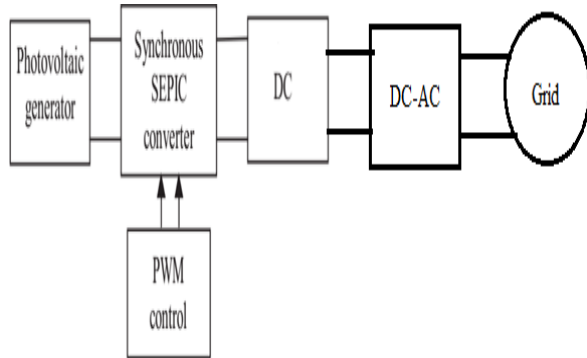 Photovoltaic
generator
Synchronous
SEPIC
converter
DC
DC-AC
Grid
PWM
control